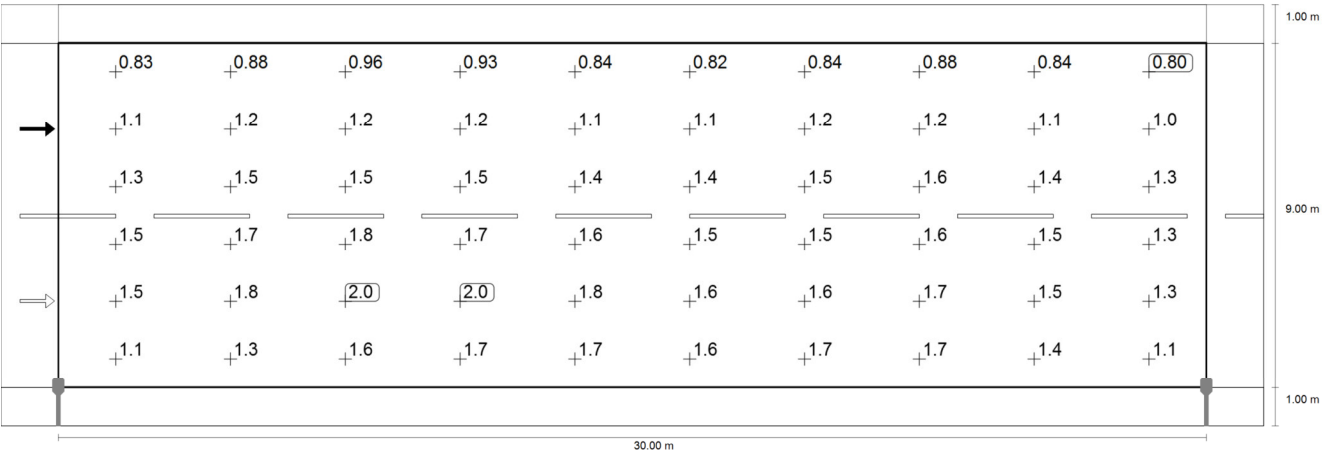 1.00 m
0.83 0.88 0.96 0.93 0.84 0.82 0.84 0.88 0.84 0.80
1.1 1.2 1.2 1.2 1.1 1.1 1.2 1.2 1.1 1.0
1.3 1.5 1.5 1.5 1.4 1.4 1.5 1.6 1.4 1.3
9.00 m
1.5 1.7 1.8 1.7 1.6 1.5 1.5 1.6 1.5 1.3
1.5 1.8 2.0 2.0 1.8 1.6 1.6 1.7 1.5 1.3
1.1 1.3 1.6 1.7 1.7 1.6 1.7 1.7 1.4 1.1
1.00 m
30.00 m